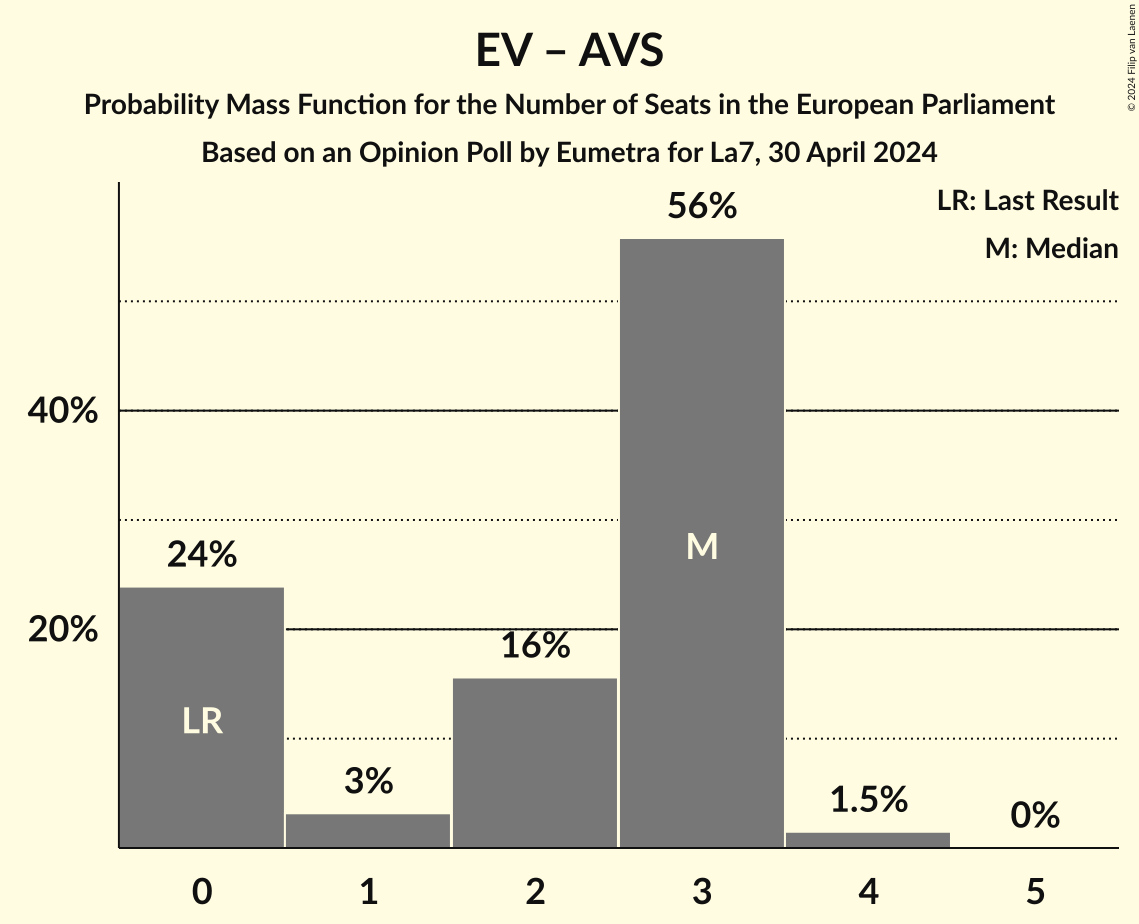 EV – AVS
Probability Mass Function for the Number of Seats in the European Parliament
Based on an Opinion Poll by Eumetra for La7, 30 April 2024
© 2024 Filip van Laenen
LR: Last Result
M: Median
56%
40%
M
24%
20%
16%
LR
3%
1.5%
0%
0 1 2 3 4 5